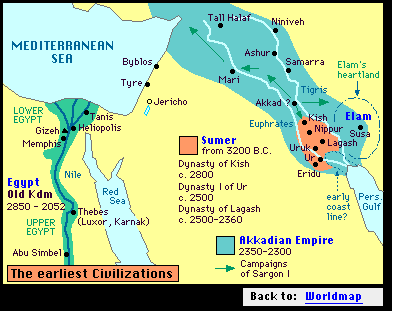 Tall Halaf
Niniveh
MEDITERRANEAN
SEA
Byblos
Ashur
Samarra
Elam's
heartland
Mari
Tyre
Tigris
Jericho
Akkad ?
LOWER
EGYPT
Tanis
Euphrates
Kish
Elam
Gizeh
Heliopolis
Nippur
Susa
Memphis
Sumer
from 3200 B.C.
Lagash
Uruk
Dynasty of Kish
c. 2800
Ur
Eridu
Nile
Egypt
Old Kdm
2850 - 2052
Red
Sea
Dynasty I of Ur
c. 2500
early
coast
line?
Pers.
Gulf
Dynasty of Lagash
c. 2500-2360
Thebes
(Luxor, Karnak)
UPPER
EGYPT
Akkadian Empire
2350-2300
Abu Simbel
Campaigns
of Sargon I
The earliest Civilizations
Back to: Worldmap